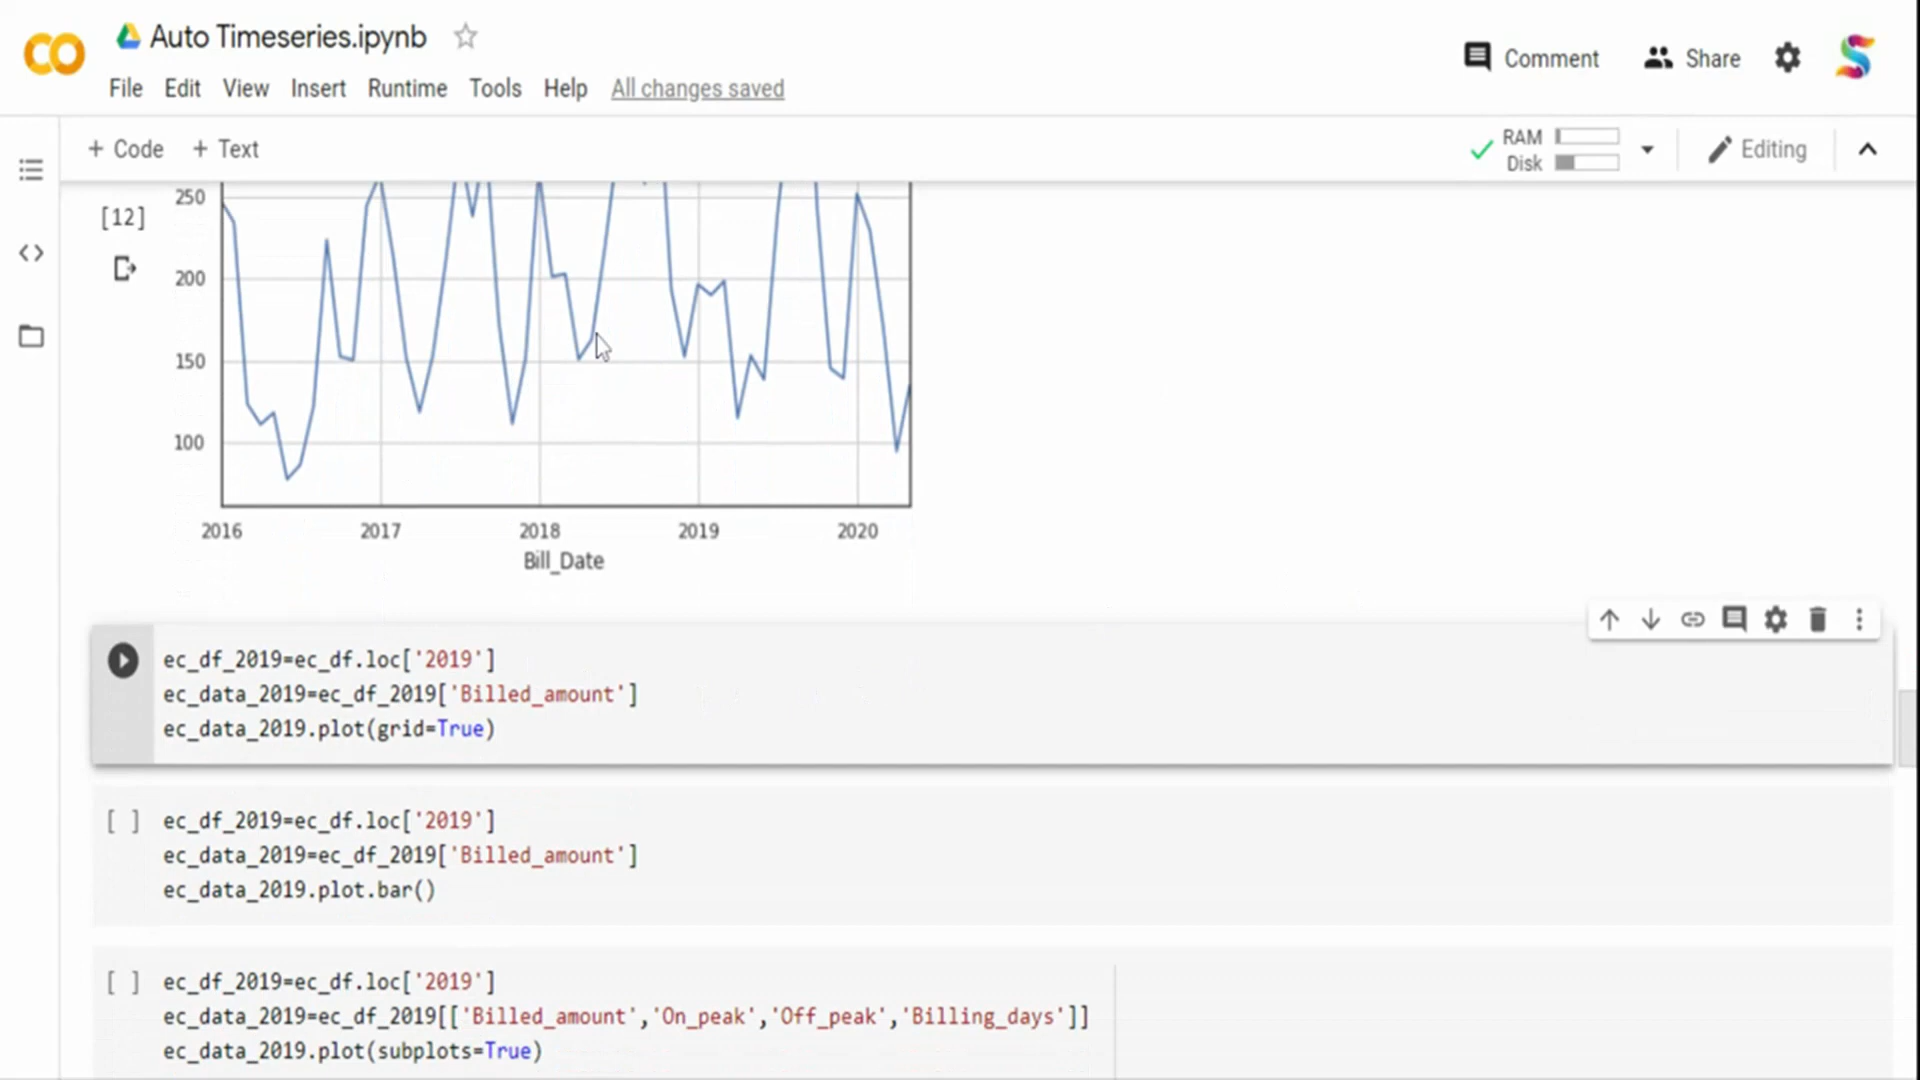 Auto Timeseries.ipynb
Comment
Share
File Edit View Insert Runtime Tools Help All changes saved
+ Code + Text
RAM
Disk
Editing
[12]
250
200
150
100
2016 2017 2018 2019 2020
Bill_Date
ec_df_2019=ec_df.loc['2019']
ec_data_2019=ec_df_2019['Billed_amount']
ec_data_2019.plot(grid=True)
[ ] ec_df_2019=ec_df.loc['2019']
ec_data_2019=ec_df_2019['Billed_amount']
ec_data_2019.plot.bar()
[ ] ec_df_2019=ec_df.loc['2019']
ec_data_2019=ec_df_2019[['Billed_amount','On_peak','Off_peak','Billing_days']]
ec_data_2019.plot(subplots=True)